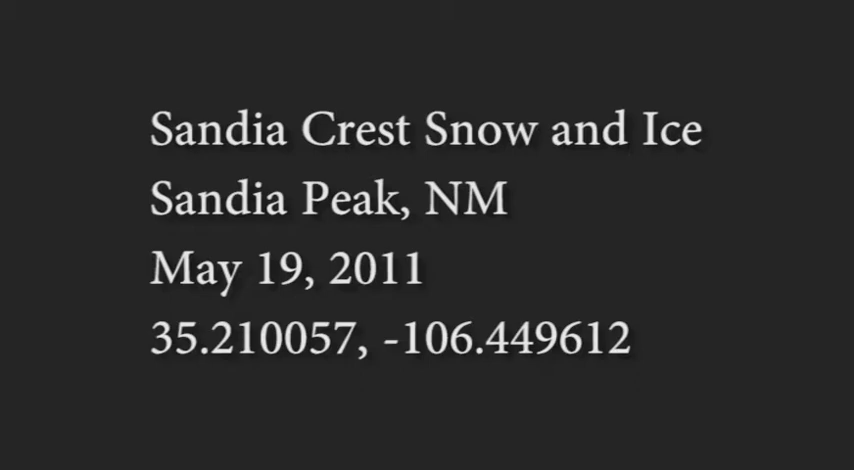 Sandia Crest Snow and Ice
Sandia Peak, NM
May 19, 2011
35.210057, -106.449612